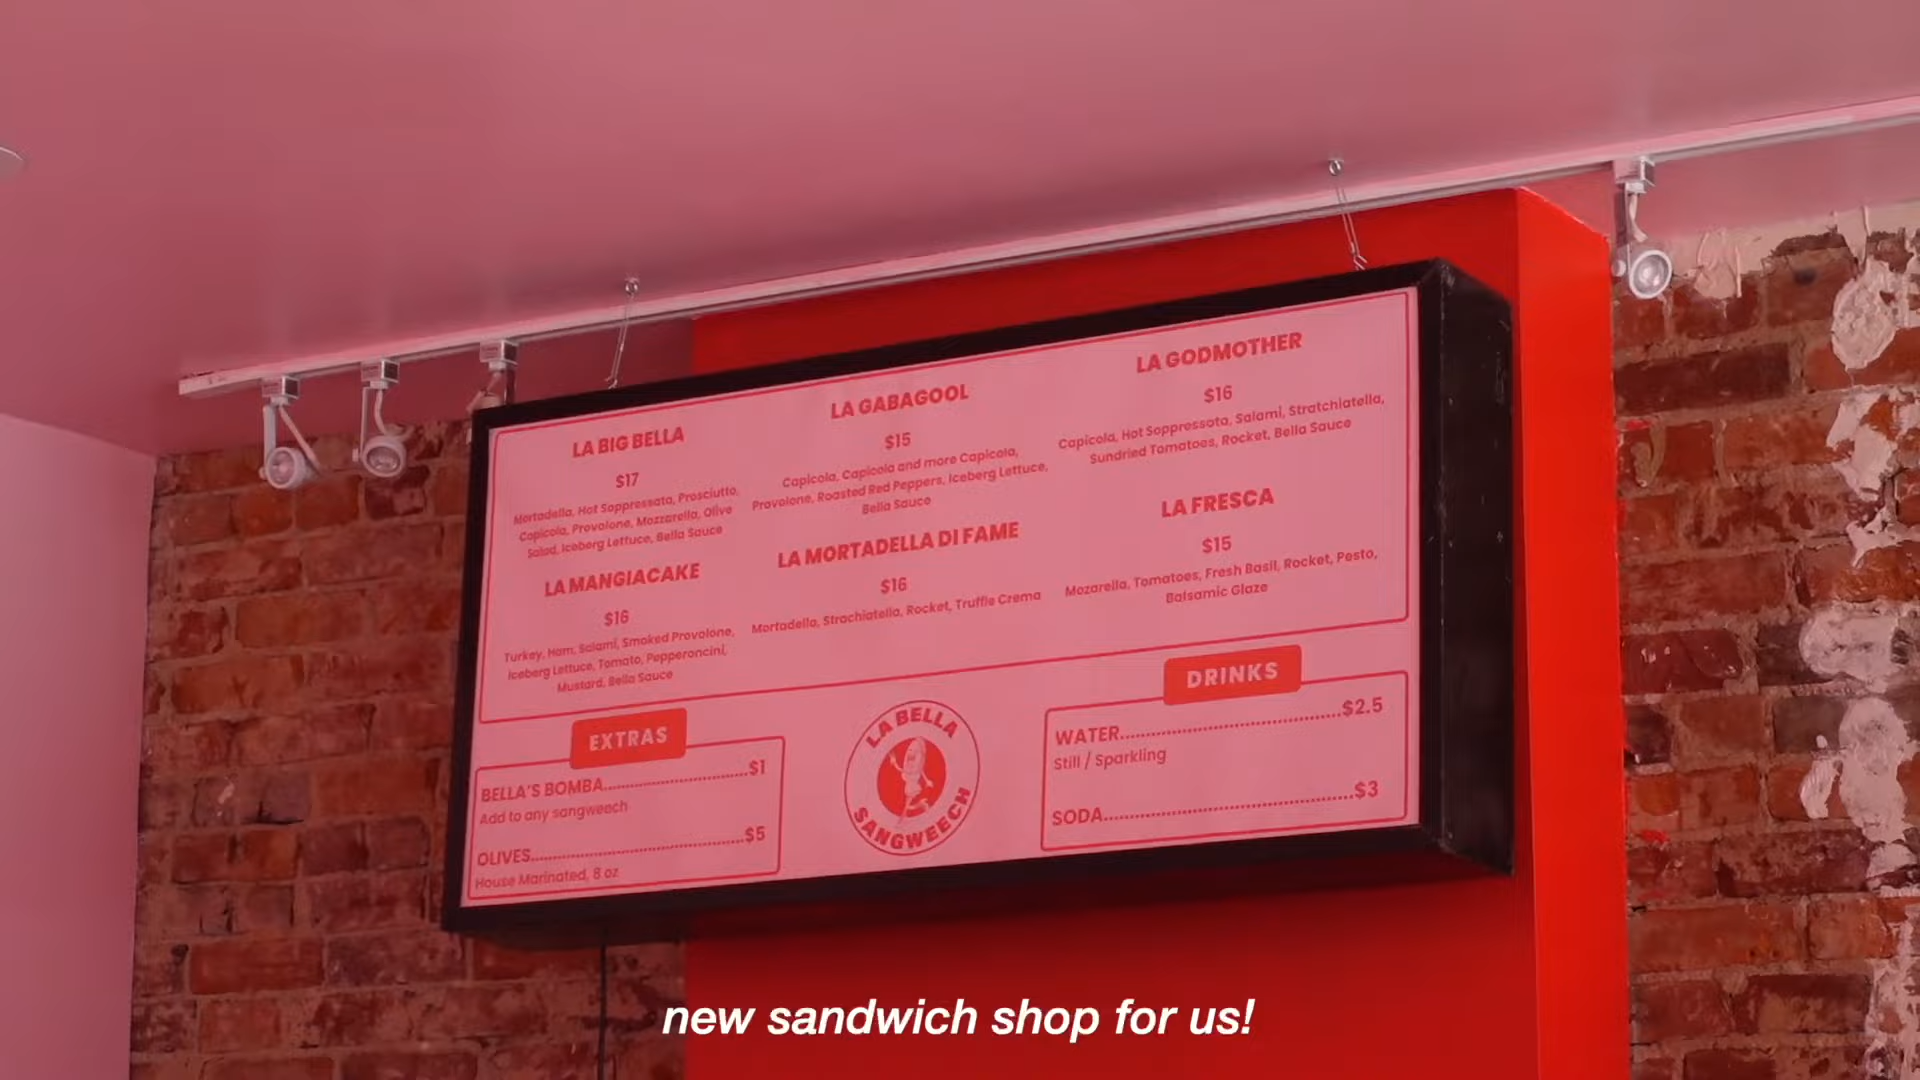 LA BIG BELLA
$17
Mortadella, Hot Soppressata, Prosciutto,
Capicola, Provolone, Mozzarella, Olive
Salad, Iceberg Lettuce, Bella Sauce
LA GABAGOOL
$15
Capicola, Capicola and more Capicola,
Provolone, Roasted Red Peppers, Iceberg Lettuce,
Bella Sauce
LA GODMOTHER
$16
Capicola, Hot Soppressata, Salami, Stratchiatella,
Sundried Tomatoes, Rocket, Bella Sauce
LA MANGIACAKE
$16
Turkey, Ham, Salami, Smoked Provolone,
Iceberg Lettuce, Tomato, Pepperoncini,
Mustard, Bella Sauce
LA MORTADELLA DI FAME
$16
Mortadella, Strachiatella, Rocket, Truffle Crema
LA FRESCA
$15
Mozarella, Tomatoes, Fresh Basil, Rocket, Pesto,
Balsamic Glaze
EXTRAS
BELLA'S BOMBA........................$1
Add to any sangweech
OLIVES....................................$5
House Marinated, 8 oz
LA BELLA
SANGWEECH
DRINKS
WATER.....................................$2.5
Still / Sparkling
SODA.........................................$3
new sandwich shop for us!